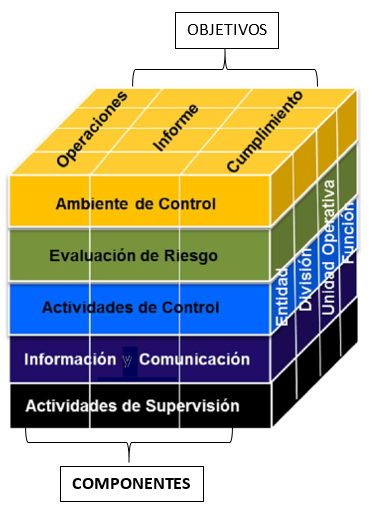 OBJETIVOS
Operaciones
Informe
Cumplimiento
Ambiente de Control
Evaluación de Riesgo
Actividades de Control
Información y Comunicación
Actividades de Supervisión
Entidad
División
Unidad Operativa
Función
COMPONENTES